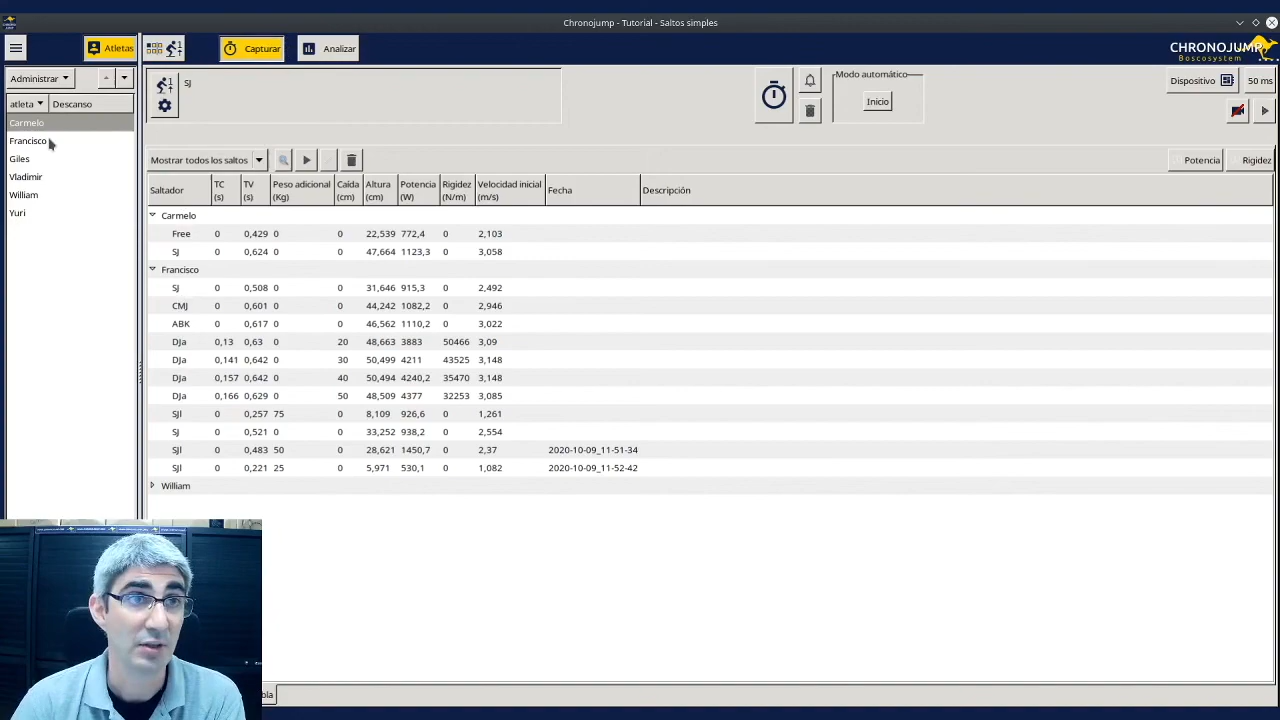 Chronojump - Tutorial - Saltos simples
CHRONOJUMP
Atletas Capturar Analizar
CHRONOJUMP
Boscosystem
Administrar
SJ
Modo automático
Inicio
Dispositivo 50 ms
atleta Descanso
Carmelo
Francisco
Giles
Vladimir
William
Yuri
Mostrar todos los saltos
Potencia Rigidez
Saltador TC (s) TV (s) Peso adicional (Kg) Caída (cm) Altura (cm) Potencia (W) Rigidez (N/m) Velocidad inicial (m/s) Fecha Descripción
Carmelo
Free 0 0,429 0 0 22,539 772,4 0 2,103
SJ 0 0,624 0 0 47,664 1123,3 0 3,058
Francisco
SJ 0 0,508 0 0 31,646 915,3 0 2,492
CMJ 0 0,601 0 0 44,242 1082,2 0 2,946
ABK 0 0,617 0 0 46,562 1110,2 0 3,022
DJa 0,13 0,63 0 20 48,663 3883 50466 3,09
DJa 0,141 0,642 0 30 50,499 4211 43525 3,148
DJa 0,157 0,642 0 40 50,494 4240,2 35470 3,148
DJa 0,166 0,629 0 50 48,509 4377 32253 3,085
SJl 0 0,257 75 0 8,109 926,6 0 1,261
SJ 0 0,521 0 0 33,252 938,2 0 2,554
SJl 0 0,483 50 0 28,621 1450,7 0 2,37 2020-10-09_11-51-34
SJl 0 0,221 25 0 5,971 530,1 0 1,082 2020-10-09_11-52-42
William